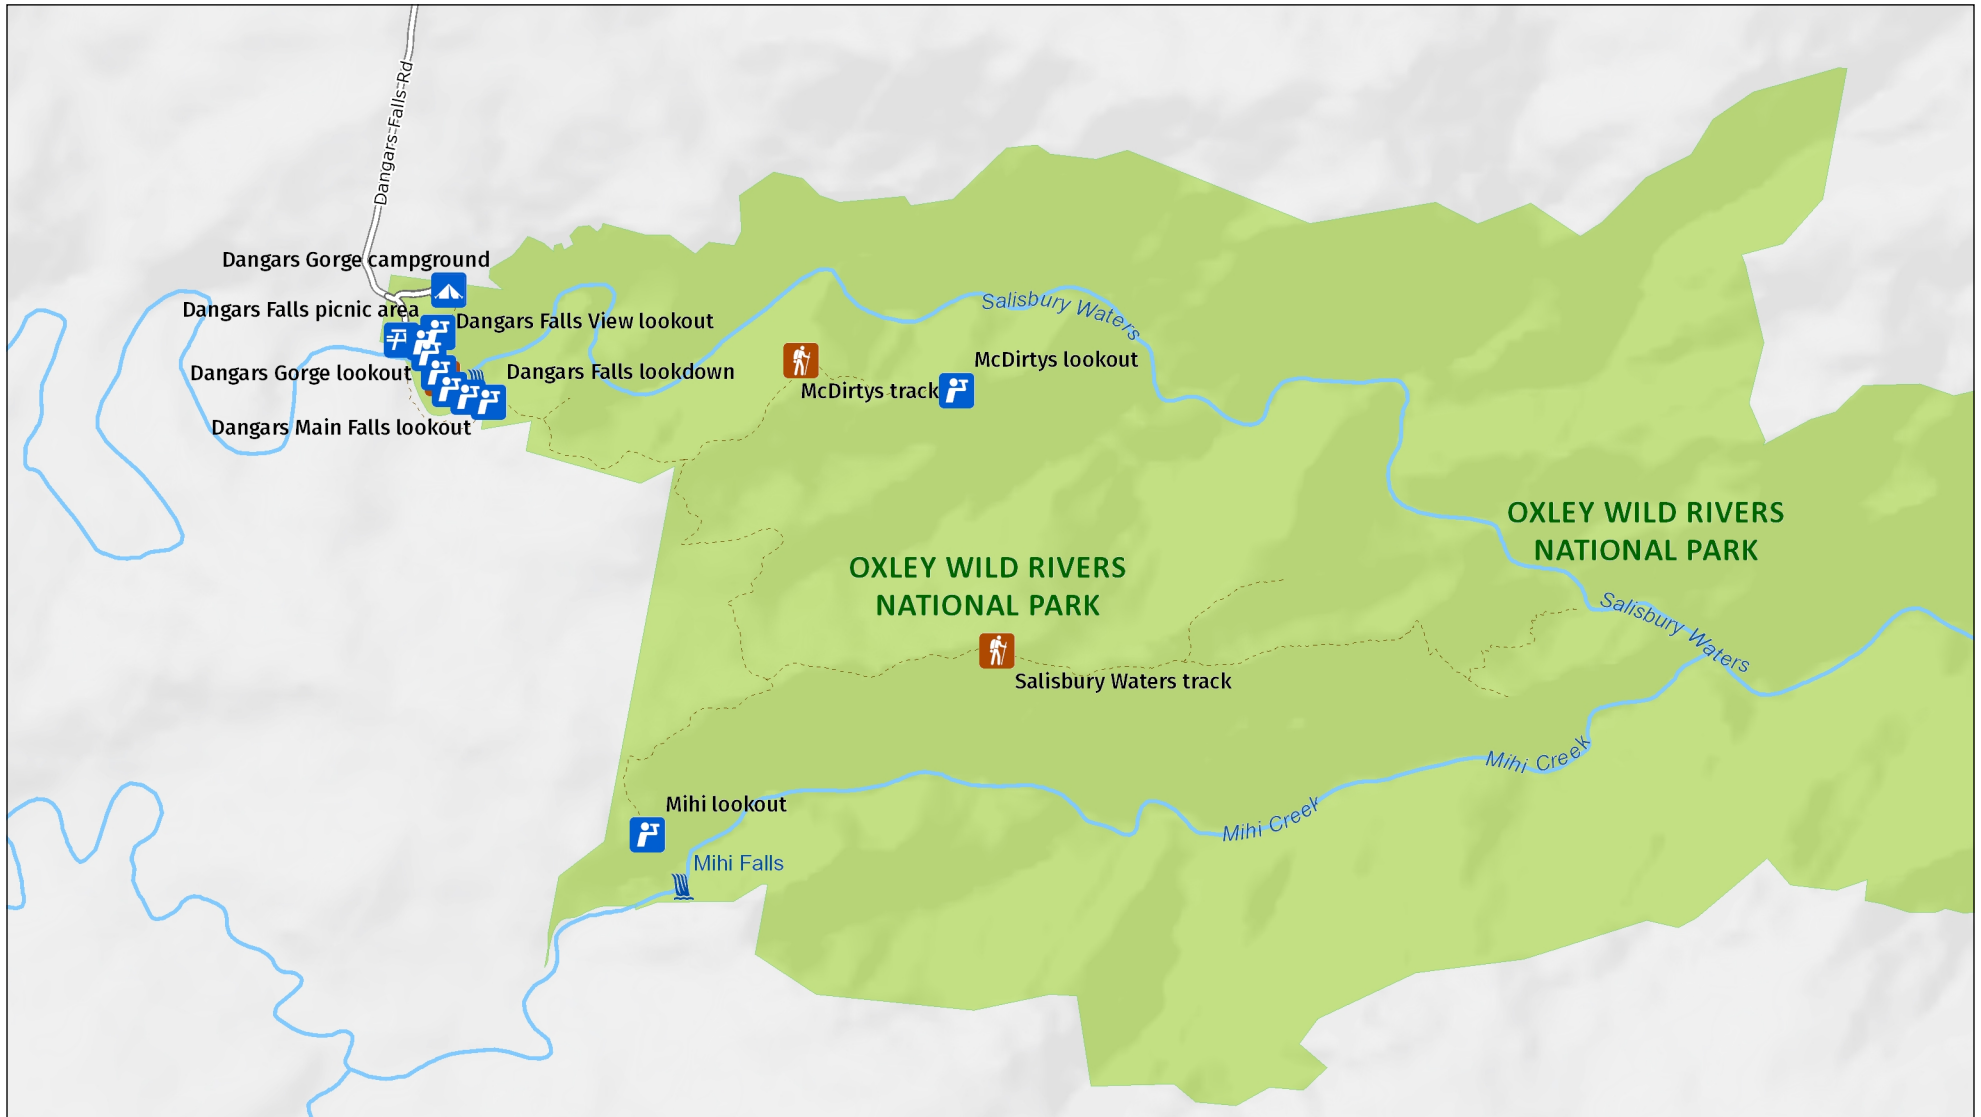 Dangars Falls Rd
Dangars Gorge campground
Dangars Falls picnic area
Dangars Falls View lookout
Dangars Gorge lookout
Dangars Falls lookdown
Dangars Main Falls lookout
Salisbury Waters
McDirtys lookout
McDirtys track
OXLEY WILD RIVERS
NATIONAL PARK
OXLEY WILD RIVERS
NATIONAL PARK
Salisbury Waters
Salisbury Waters track
Mihi Creek
Mihi lookout
Mihi Creek
Mihi Falls